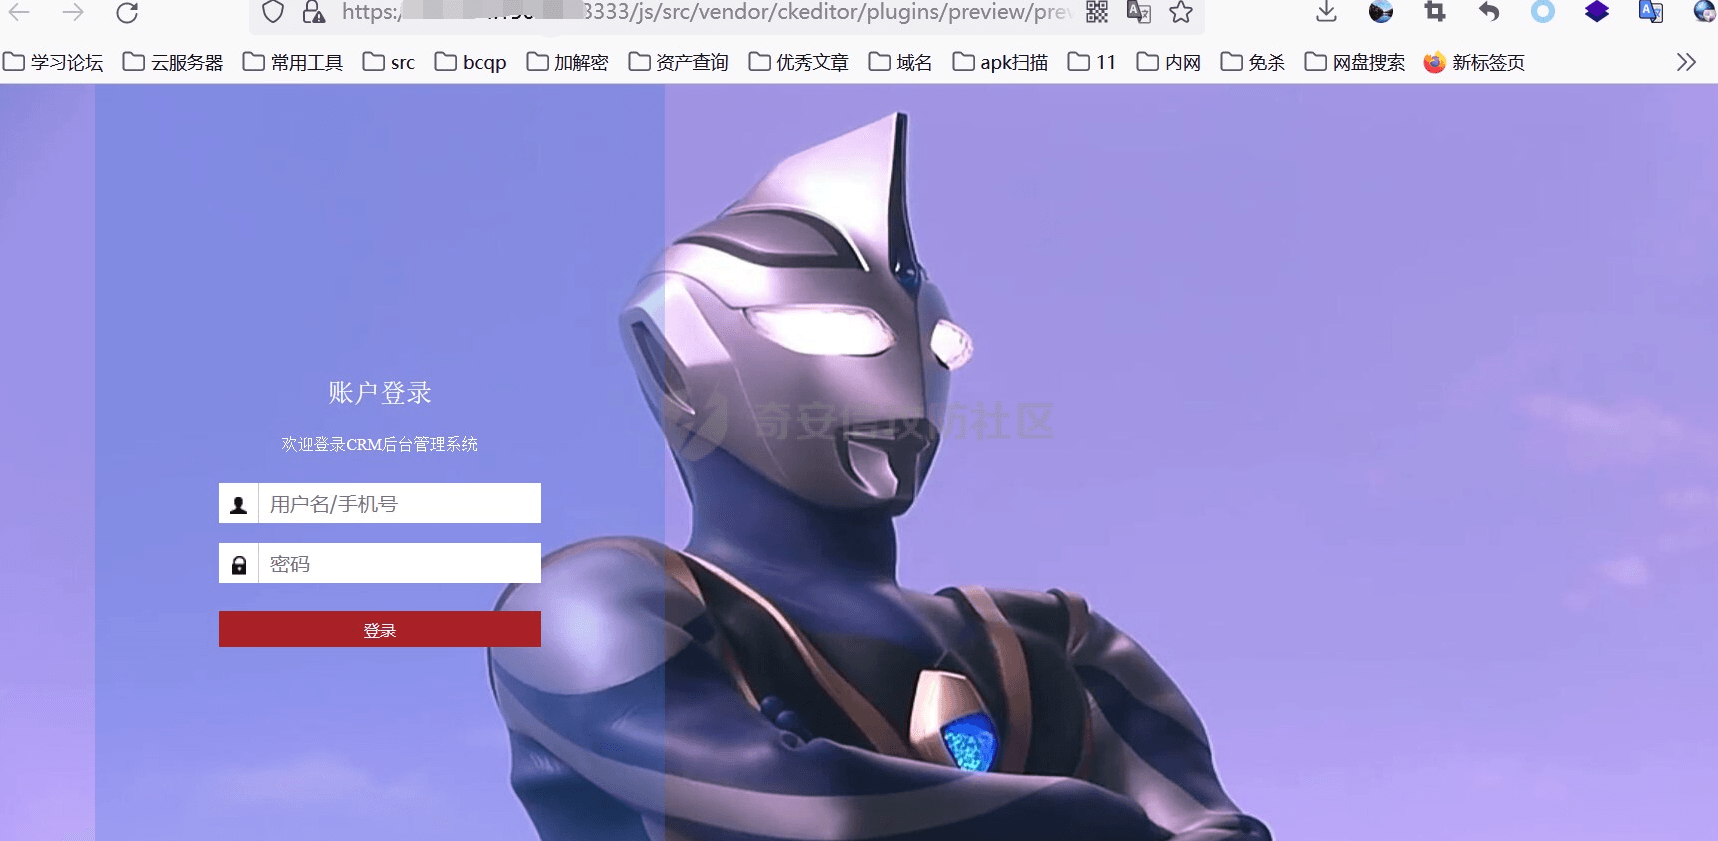 https:/
3333/js/src/vendor/ckeditor/plugins/preview/prev
学习论坛 云服务器 常用工具 src bcqp 加解密 资产查询 优秀文章 域名 apk扫描 11 内网 免杀 网盘搜索 新标签页
账户登录
奇安信攻防社区
欢迎登录CRM后台管理系统
用户名/手机号
密码
登录